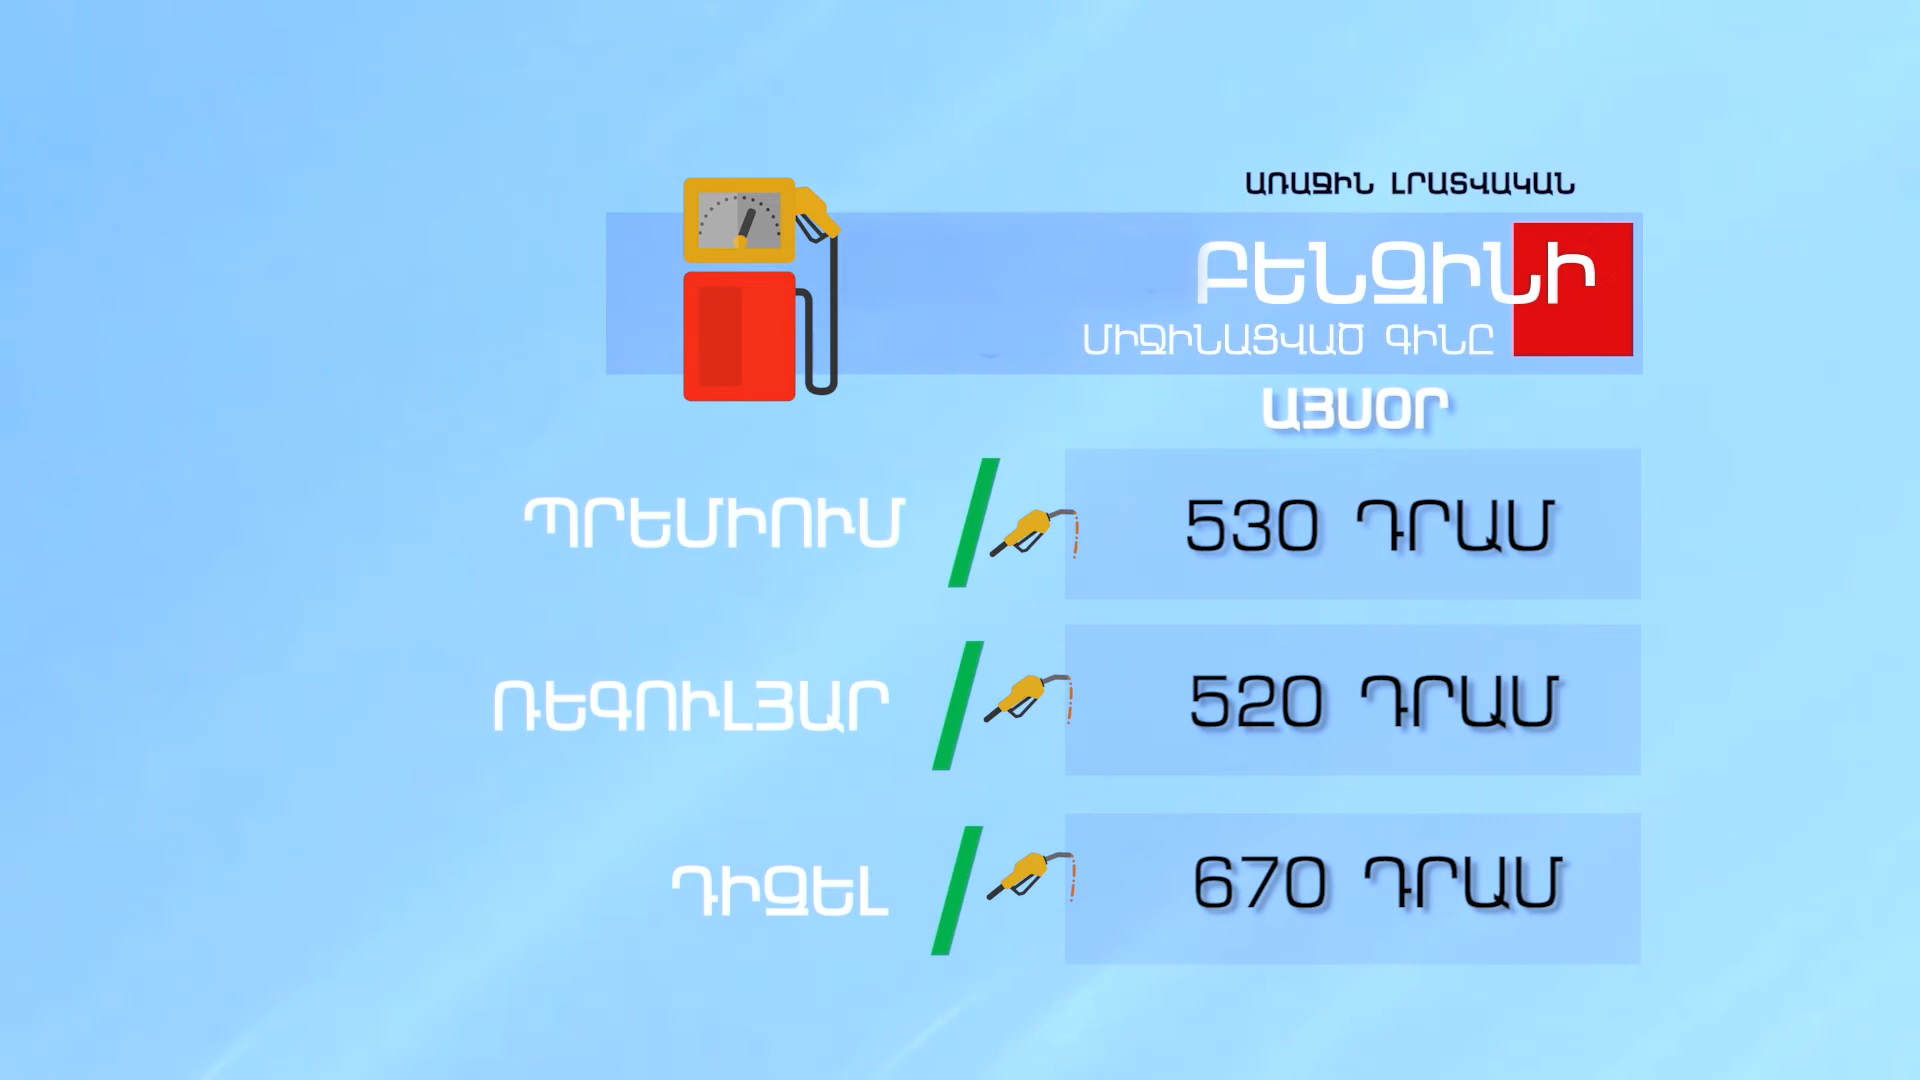 ԱՌԱՋԻՆ ԼՐԱՏՎԱԿԱՆ
ԲԵՆԶԻՆԻ
ՄԻՋԻՆԱՑՎԱԾ ԳԻՆԸ
ԱՅՍՕՐ
ՊՐԵՄԻՈՒՄ 530 ԴՐԱՄ
ՌԵԳՈՒԼՅԱՐ 520 ԴՐԱՄ
ԴԻԶԵԼ 670 ԴՐԱՄ